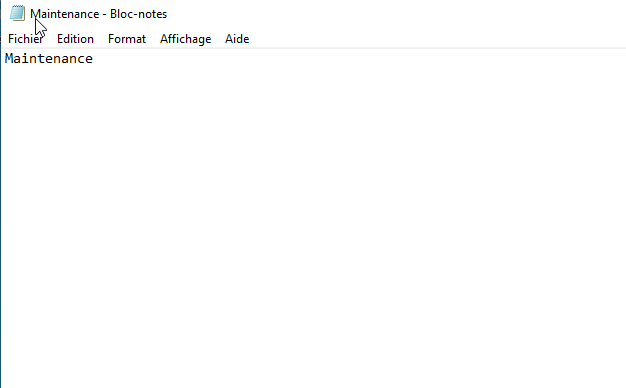 Maintenance - Bloc-notes
Fichier Edition Format Affichage Aide
Maintenance